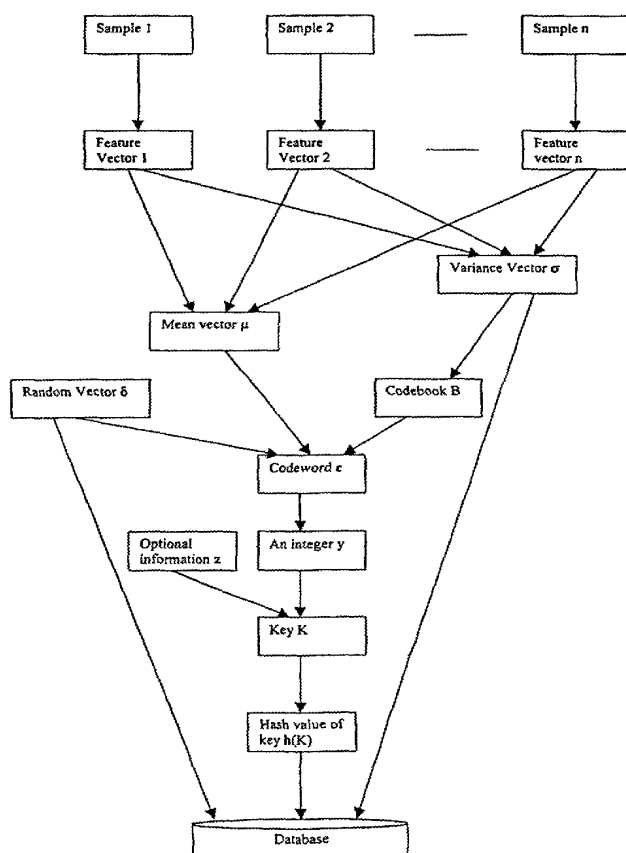 Sample 1
Sample 2
Sample n
Feature
Vector 1
Feature
Vector 2
Feature
vector n
Variance Vector σ
Mean vector μ
Random Vector δ
Codebook B
Codeword c
Optional
information z
An integer y
Key K
Hash value of
key h(K)
Database